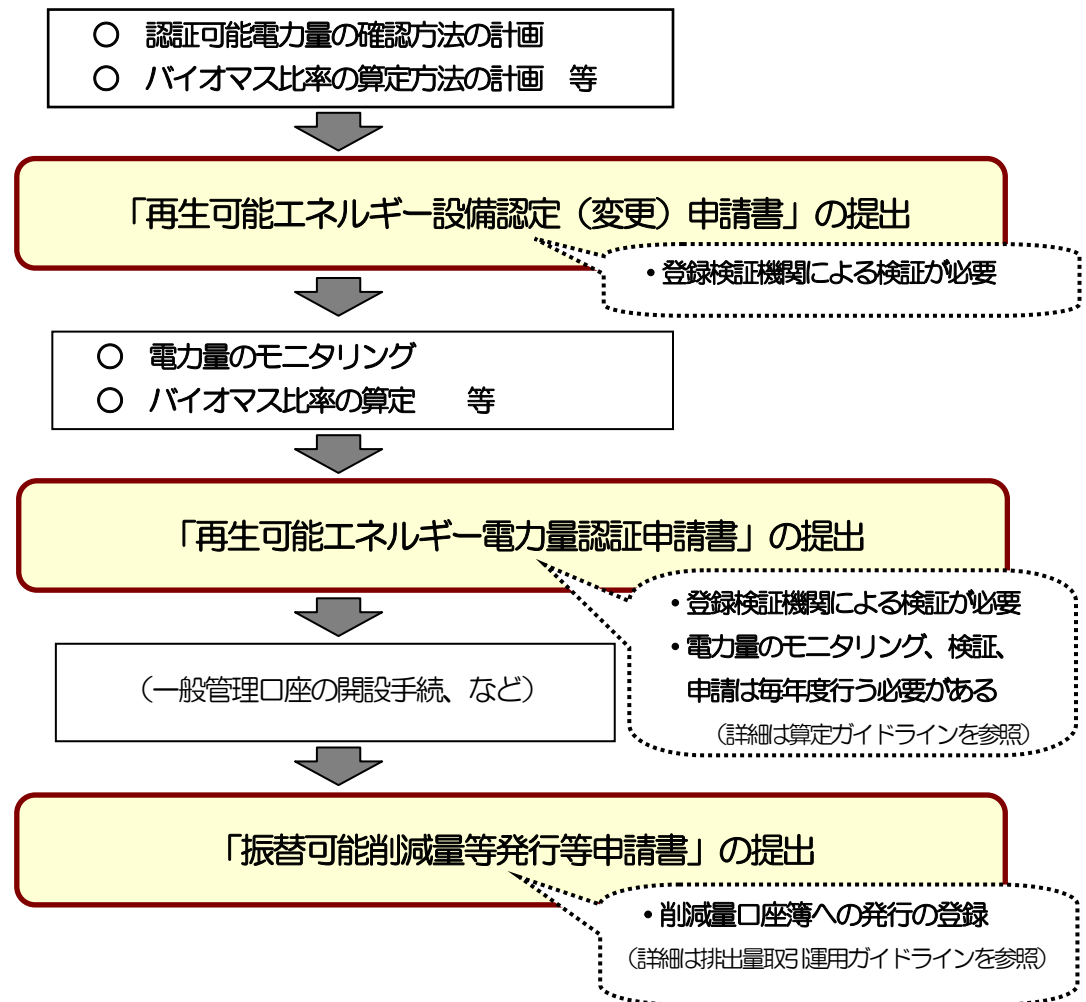 ○ 認証可能電力量の確認方法の計画
○ バイオマス比率の算定方法の計画 等
「再生可能エネルギー設備認定（変更）申請書」の提出
・登録検証機関による検証が必要
○ 電力量のモニタリング
○ バイオマス比率の算定 等
「再生可能エネルギー電力量認証申請書」の提出
・登録検証機関による検証が必要
・電力量のモニタリング、検証、
申請は毎年度行う必要がある
（詳細は算定ガイドラインを参照）
（一般管理口座の開設手続、など）
「振替可能削減量等発行等申請書」の提出
・削減量口座簿への発行の登録
（詳細は排出量取引運用ガイドラインを参照）